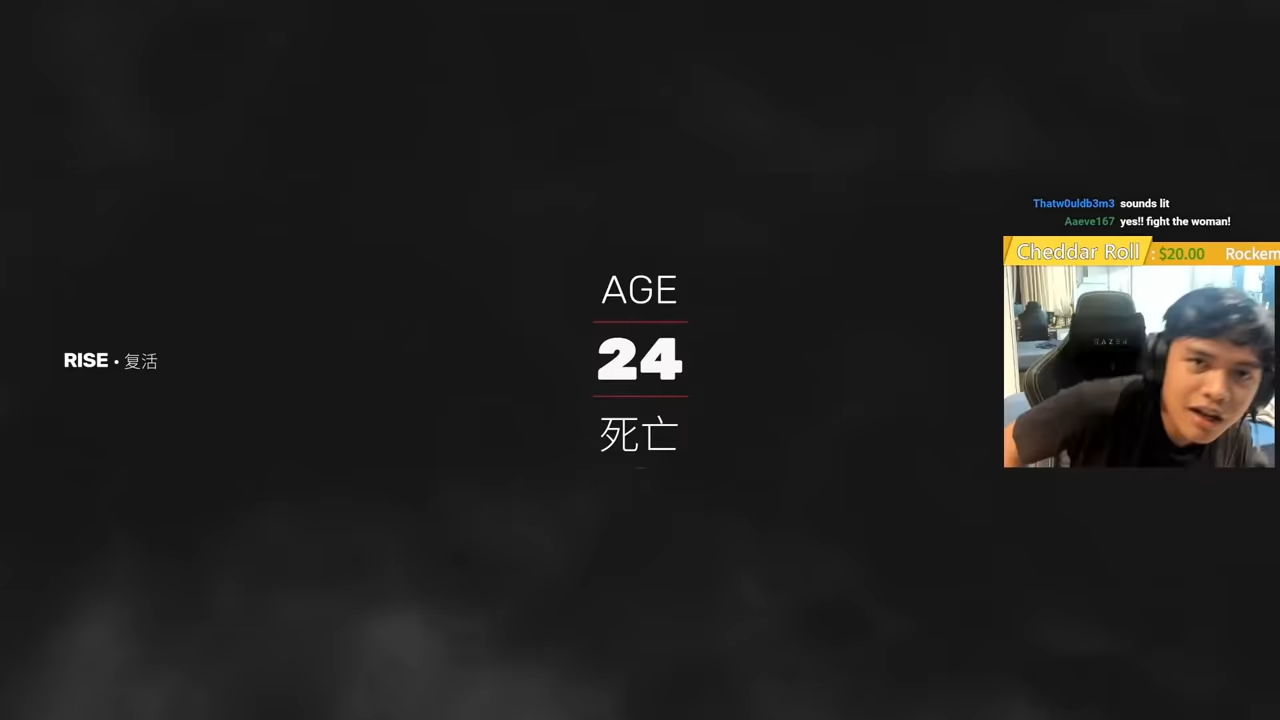 Thatw0uldb3m3 sounds lit
Aaeve167 yes!! fight the woman!
Cheddar Roll : $20.00 Rockem
RAZER
AGE
24
死亡
RISE • 复活